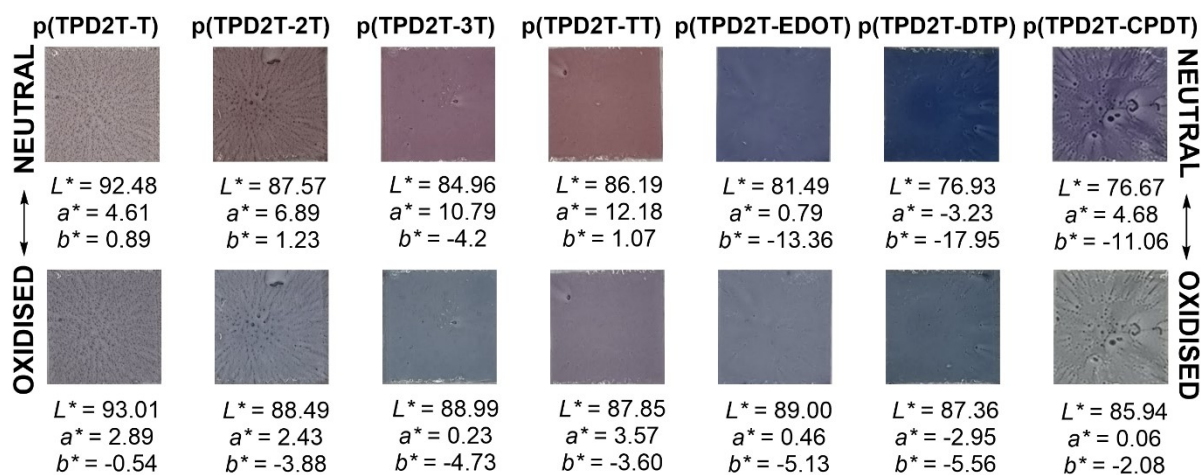 p(TPD2T-T) p(TPD2T-2T) p(TPD2T-3T) p(TPD2T-TT) p(TPD2T-EDOT) p(TPD2T-DTP) p(TPD2T-CPDT)
NEUTRAL NEUTRAL
L* = 92.48 L* = 87.57 L* = 84.96 L* = 86.19 L* = 81.49 L* = 76.93 L* = 76.67
a* = 4.61 a* = 6.89 a* = 10.79 a* = 12.18 a* = 0.79 a* = -3.23 a* = 4.68
b* = 0.89 b* = 1.23 b* = -4.2 b* = 1.07 b* = -13.36 b* = -17.95 b* = -11.06
OXIDISED OXIDISED
L* = 93.01 L* = 88.49 L* = 88.99 L* = 87.85 L* = 89.00 L* = 87.36 L* = 85.94
a* = 2.89 a* = 2.43 a* = 0.23 a* = 3.57 a* = 0.46 a* = -2.95 a* = 0.06
b* = -0.54 b* = -3.88 b* = -4.73 b* = -3.60 b* = -5.13 b* = -5.56 b* = -2.08